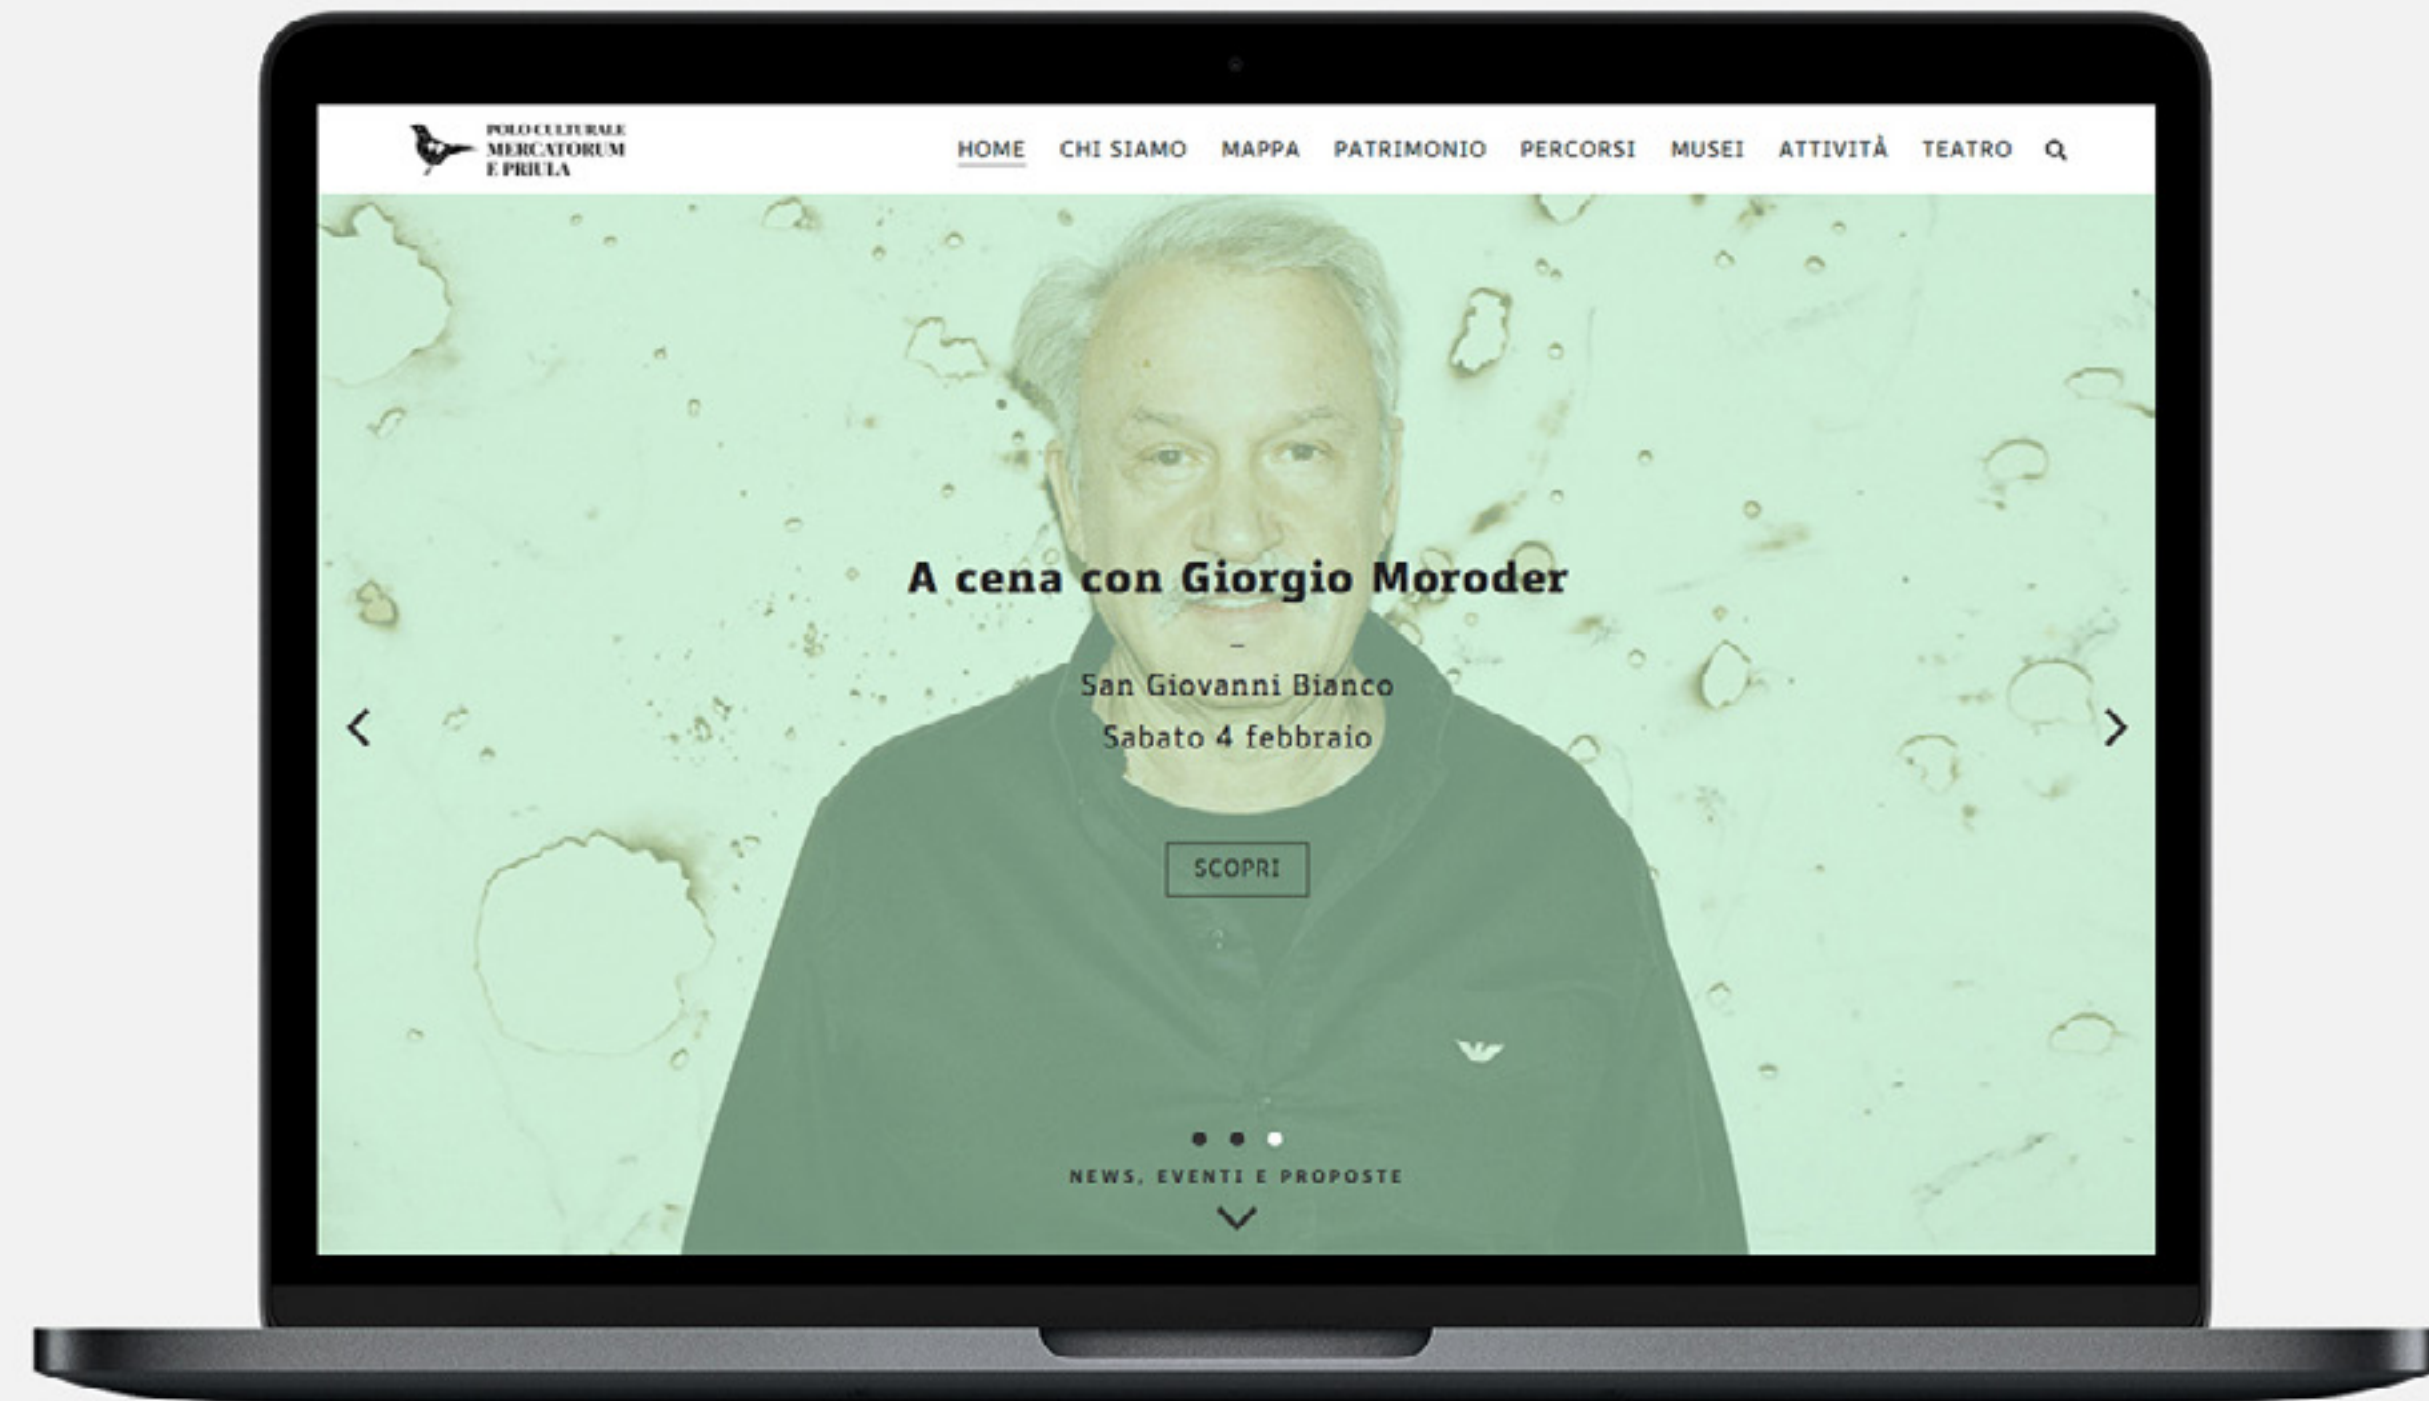 POLO CULTURALE
MERCATORUM
E PRIULA
HOME CHI SIAMO MAPPA PATRIMONIO PERCORSI MUSEI ATTIVITÀ TEATRO
A cena con Giorgio Moroder
–
San Giovanni Bianco
Sabato 4 febbraio
SCOPRI
NEWS, EVENTI E PROPOSTE